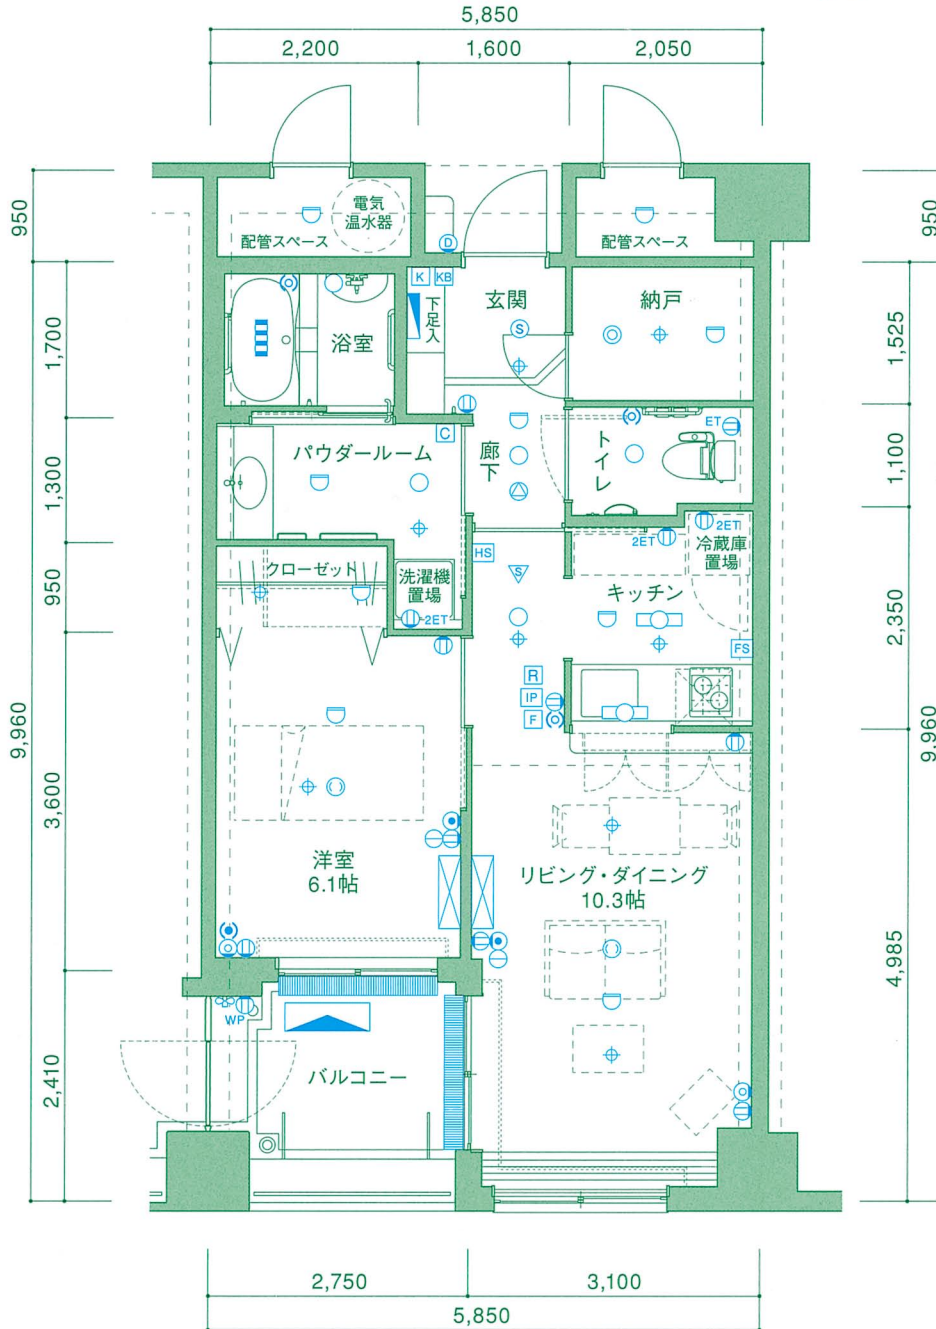 5,850
2,200
1,600
2,050
950
950
電気
温水器
配管スペース
配管スペース
D
K
KB
玄関
納戸
下足入
S
浴室
1,700
1,525
C
パウダールーム
廊下
トイレ
ET
1,300
1,100
2ET
2ET
冷蔵庫
置場
HS
クローゼット
洗濯機
置場
S
キッチン
950
2,350
2ET
FS
R
IP
F
9,960
9,960
3,600
洋室
6.1帖
リビング・ダイニング
10.3帖
4,985
WP
バルコニー
2,410
2,750
3,100
5,850